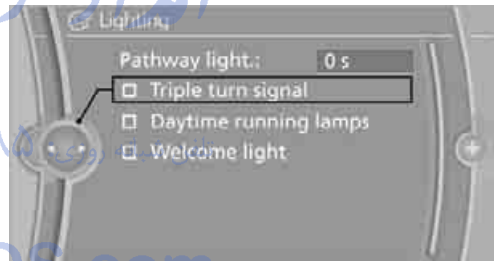 Lighting
Pathway light.: 0 s
Triple turn signal
Daytime running lamps
Welcome light